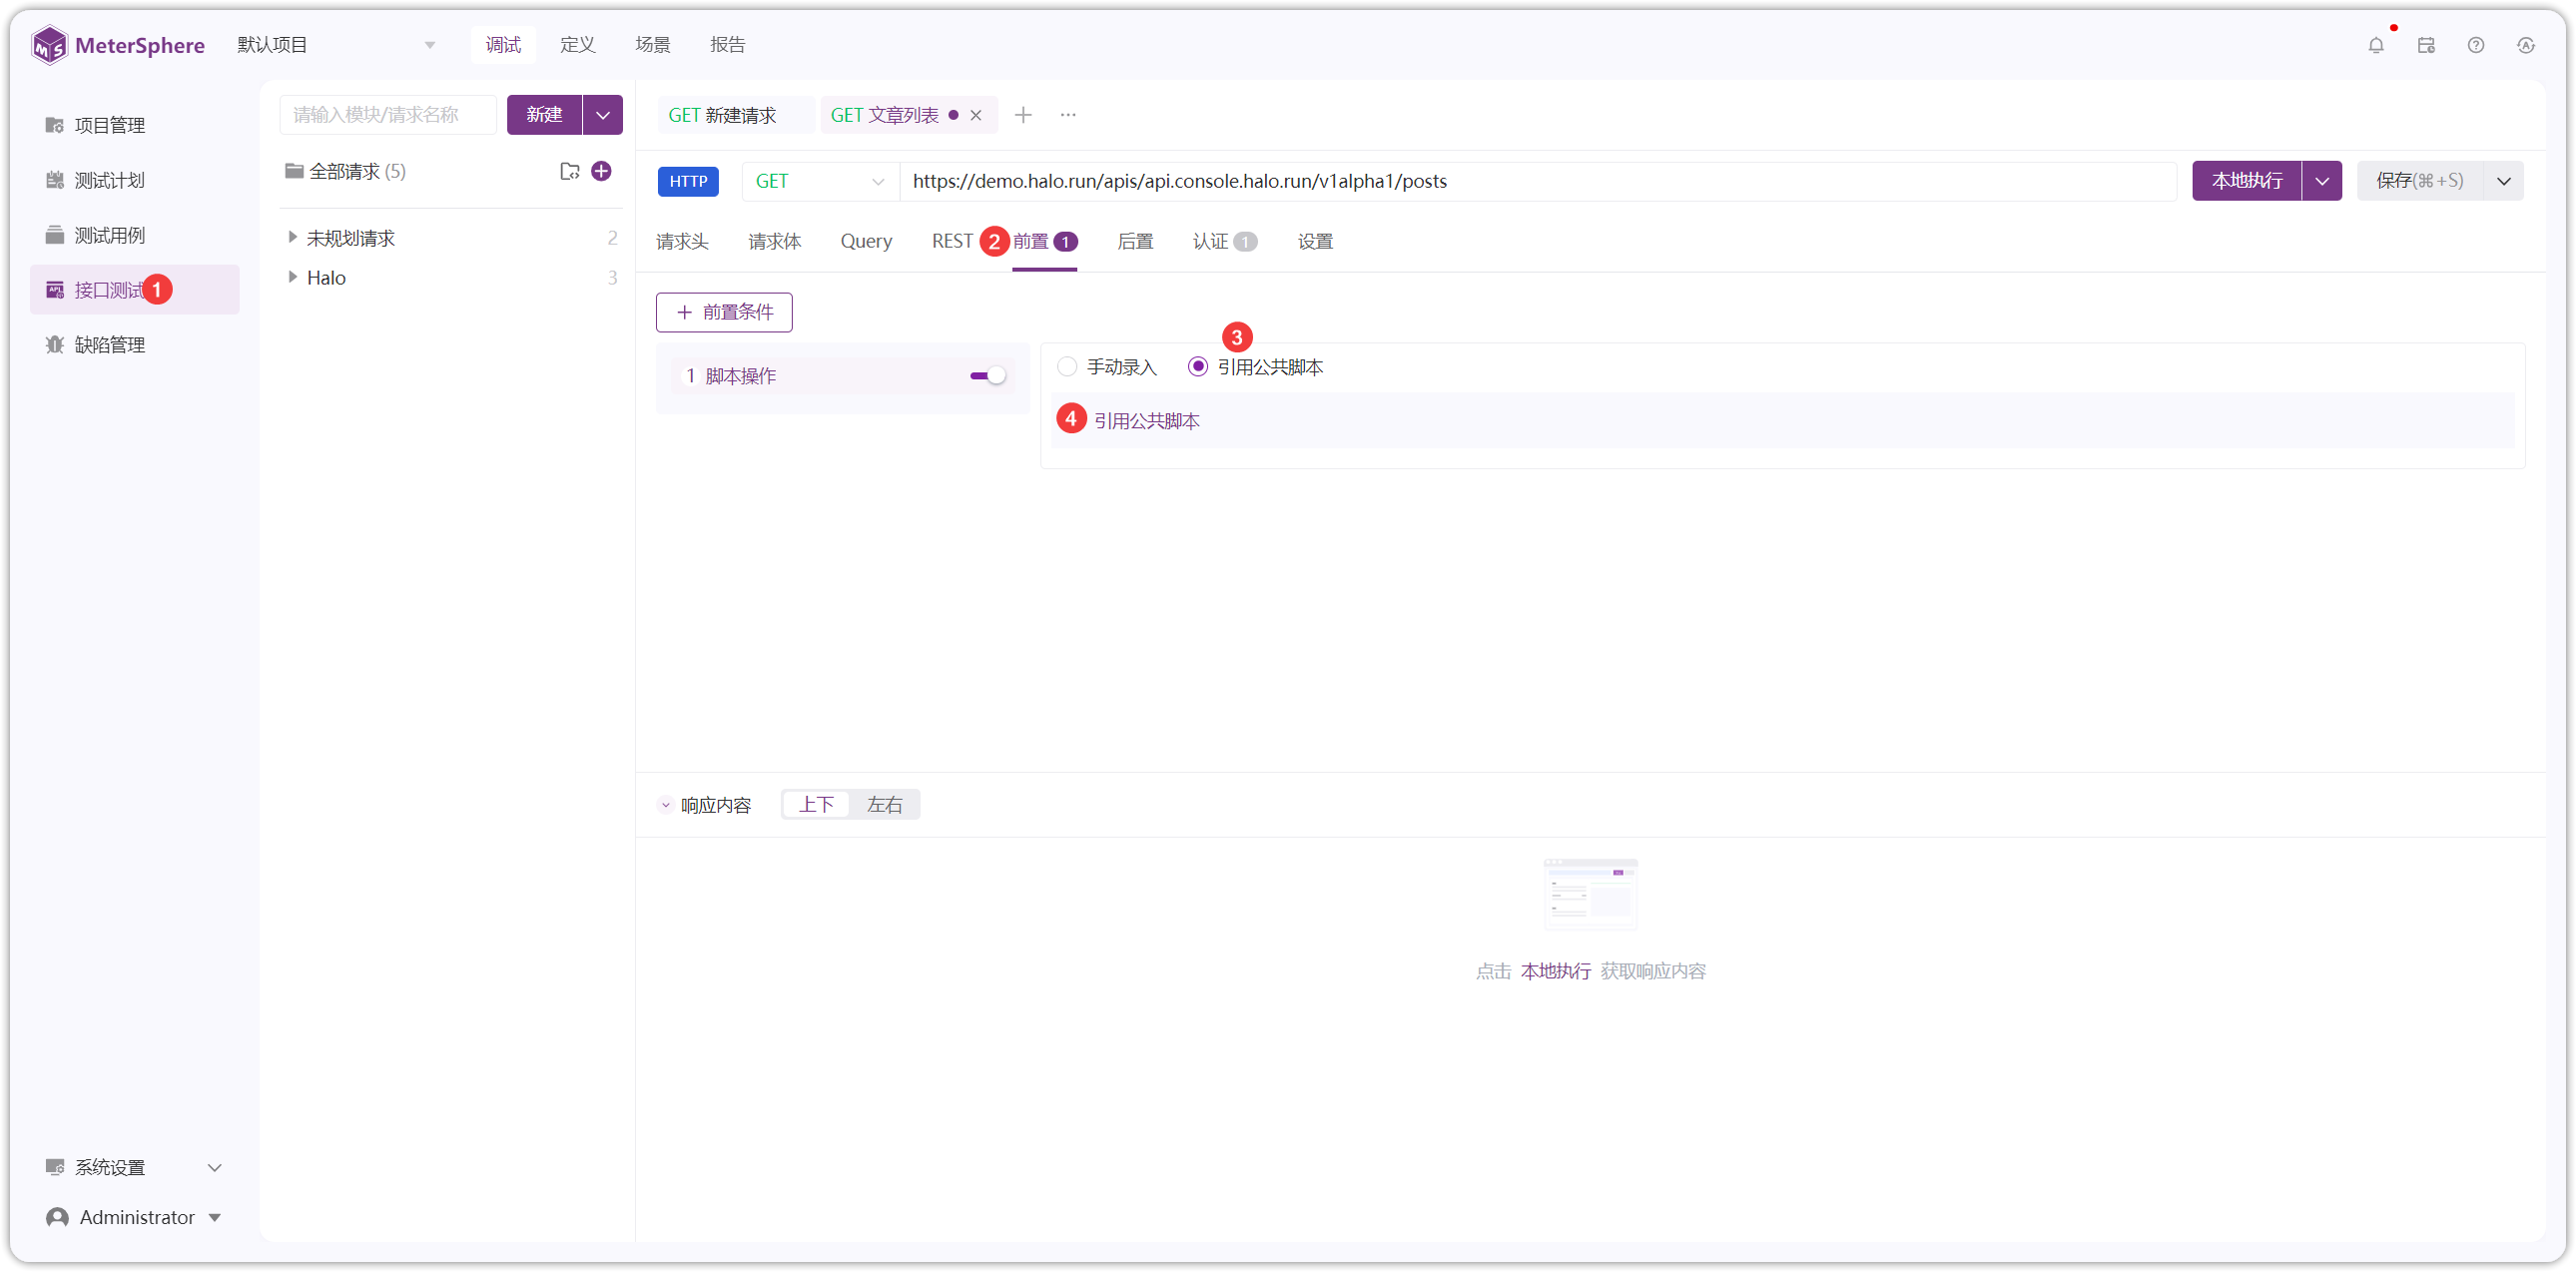 MeterSphere 默认项目 调试 定义 场景 报告
项目管理
测试计划
测试用例
接口测试 1
缺陷管理
系统设置
Administrator
请输入模块/请求名称 新建
全部请求 (5)
未规划请求 2
Halo 3
GET 新建请求 GET 文章列表
HTTP GET https://demo.halo.run/apis/api.console.halo.run/v1alpha1/posts 本地执行 保存(⌘+S)
请求头 请求体 Query REST 2 前置 1 后置 认证 1 设置
前置条件
3
1 脚本操作 手动录入 引用公共脚本
4 引用公共脚本
响应内容 上下 左右
点击 本地执行 获取响应内容